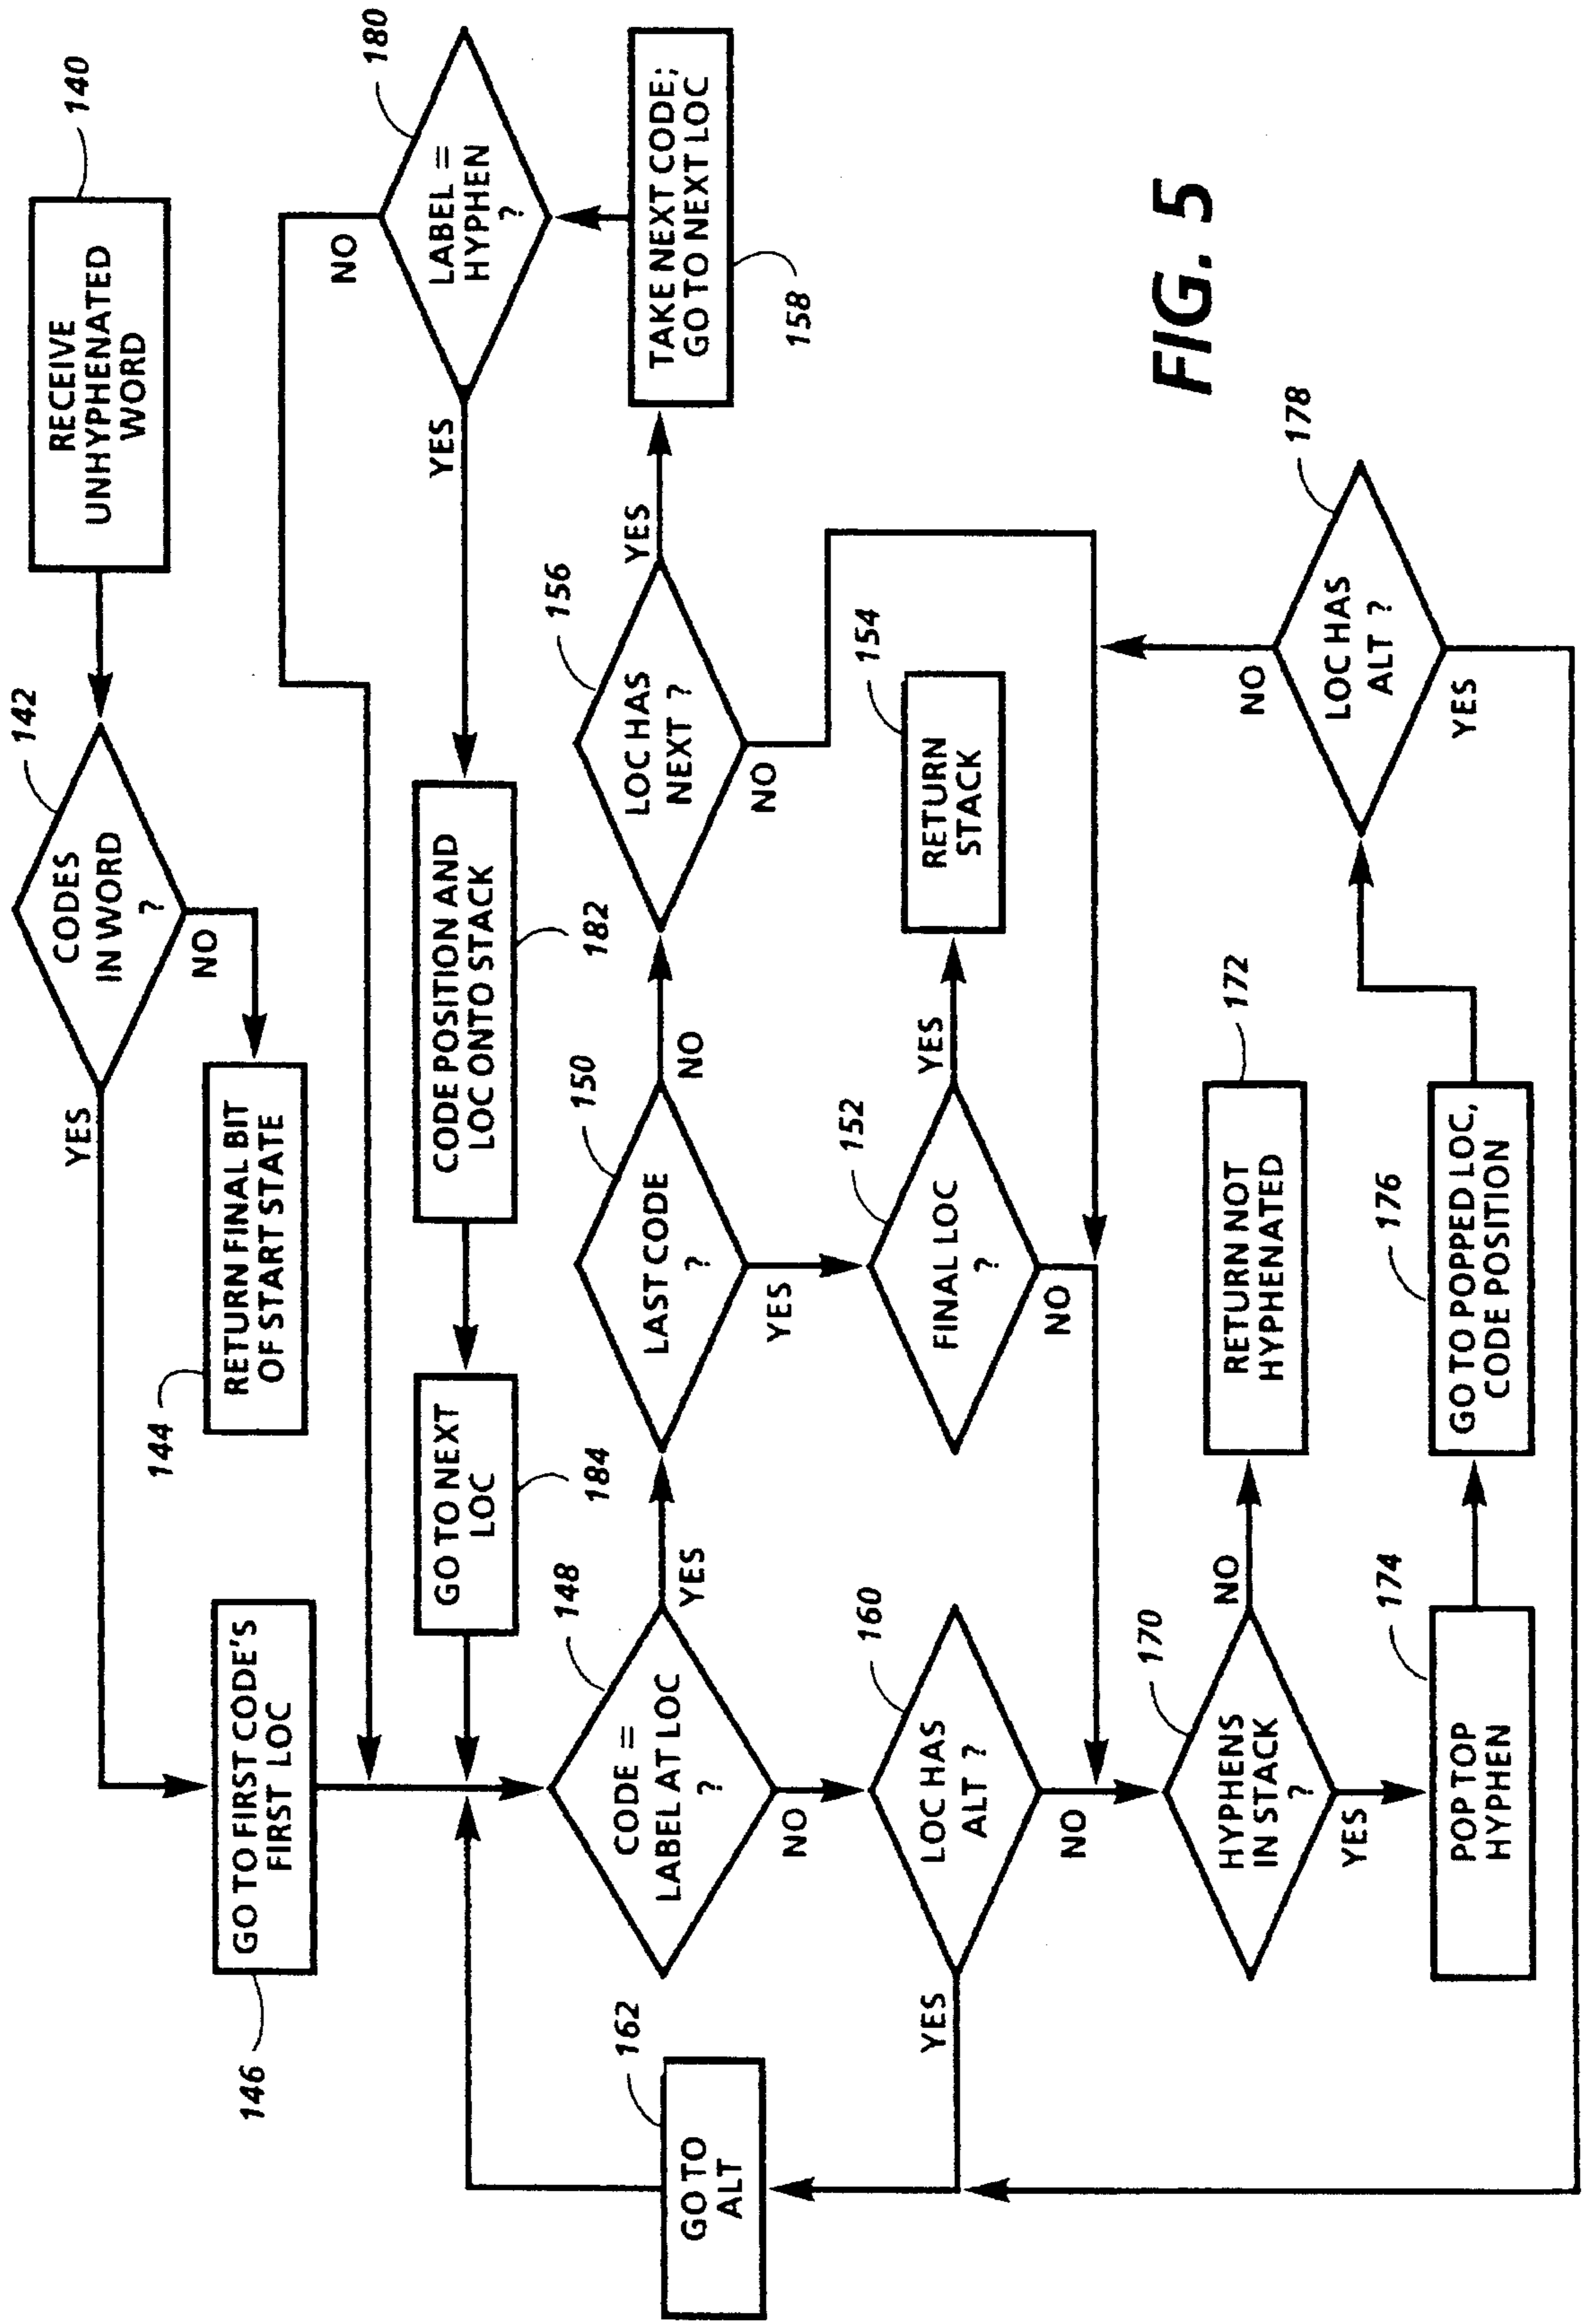 140
RECEIVE
UNHYPHENATED
WORD
142
CODES
IN WORD
?
YES
NO
144
RETURN FINAL BIT
OF START STATE
146
GO TO FIRST CODE'S
FIRST LOC
180
LABEL =
HYPHEN
?
NO
YES
CODE POSITION AND
LOC ONTO STACK
182
GO TO NEXT
LOC
184
148
CODE =
LABEL AT LOC
?
YES
NO
150
LAST CODE
?
NO
YES
156
LOC HAS
NEXT ?
YES
NO
TAKE NEXT CODE;
GO TO NEXT LOC
158
162
GO TO
ALT
160
LOC HAS
ALT ?
YES
NO
152
FINAL LOC
?
YES
NO
154
RETURN
STACK
170
HYPHENS
IN STACK
?
NO
YES
172
RETURN NOT
HYPHENATED
174
POP TOP
HYPHEN
176
GO TO POPPED LOC,
CODE POSITION
178
LOC HAS
ALT ?
NO
YES
FIG. 5